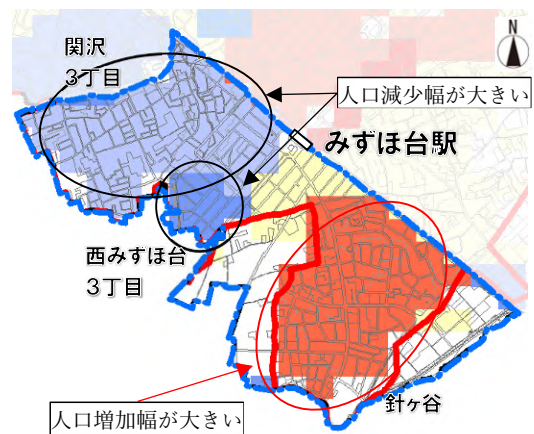 関沢
3丁目
N
人口減少幅が大きい
みずほ台駅
西みずほ台
3丁目
針ヶ谷
人口増加幅が大きい